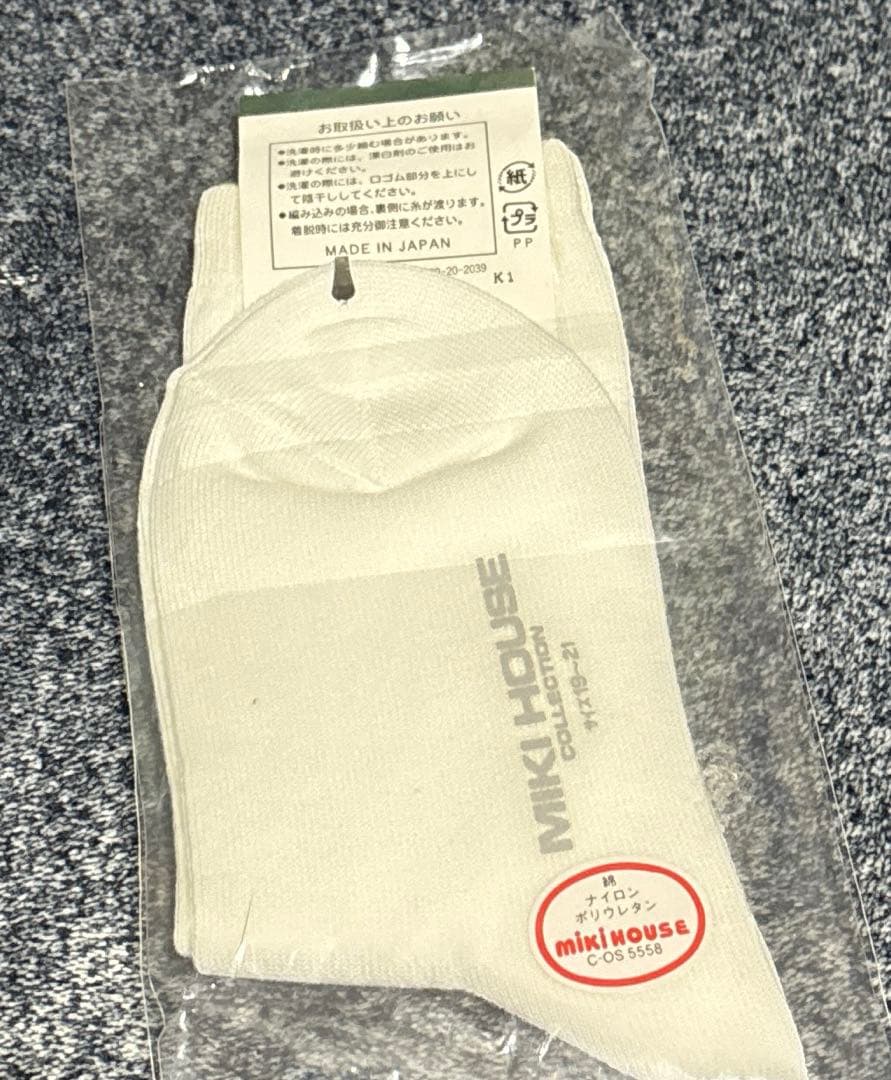 お取扱い上のお願い
●洗濯時に多少縮む場合があります。
●洗濯の際には、漂白剤のご使用はお
避けください。
●洗濯の際には、口ゴム部分を上にし
て陰干ししてください。
●編み込みの場合、裏側に糸が渡ります。
着脱時には充分御注意ください。
MADE IN JAPAN
-20-2039
K1
紙
プラ
PP
MIKI HOUSE
COLLECTION
サイズ19〜21
綿
ナイロン
ポリウレタン
miKiHOUSE
C-OS 5558